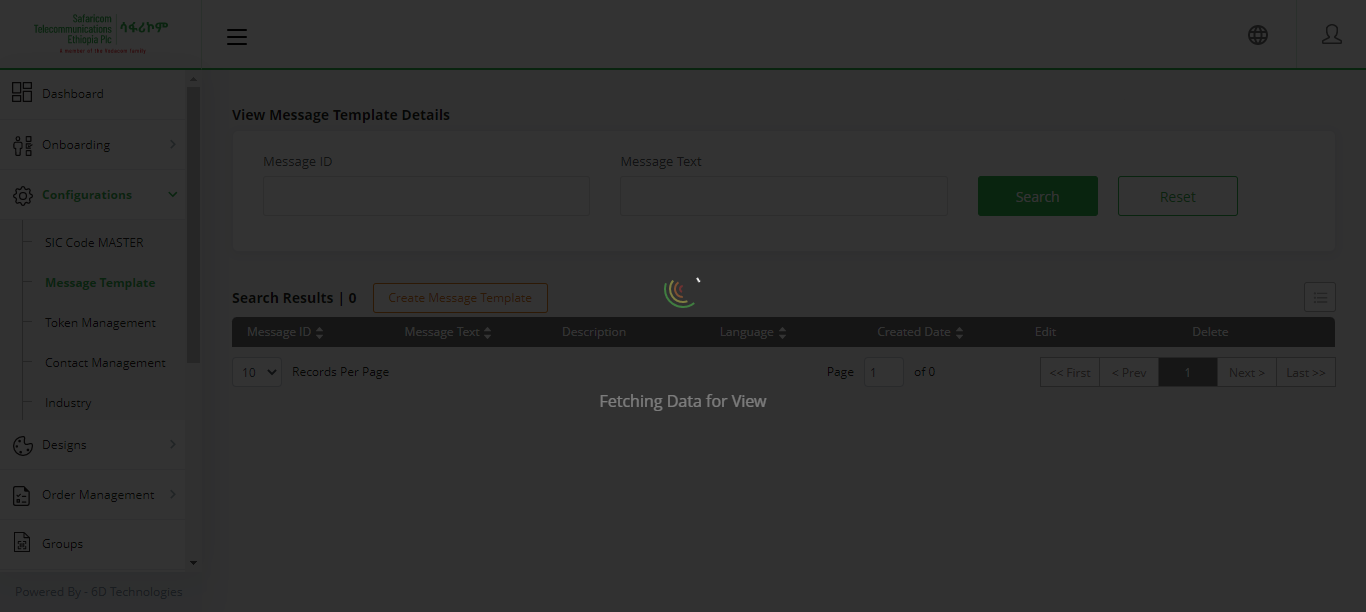 Safaricom
Telecommunications
Ethiopia Plc
ሳፋሪኮም
A member of the Vodacom family
Dashboard
Onboarding
Configurations
SIC Code MASTER
Message Template
Token Management
Contact Management
Industry
Designs
Order Management
Groups
Powered By - 6D Technologies
View Message Template Details
Message ID
Message Text
Search
Reset
Search Results | 0
Create Message Template
Message ID
Message Text
Description
Language
Created Date
Edit
Delete
10
Records Per Page
Page
1
of 0
<< First
< Prev
1
Next >
Last >>
Fetching Data for View